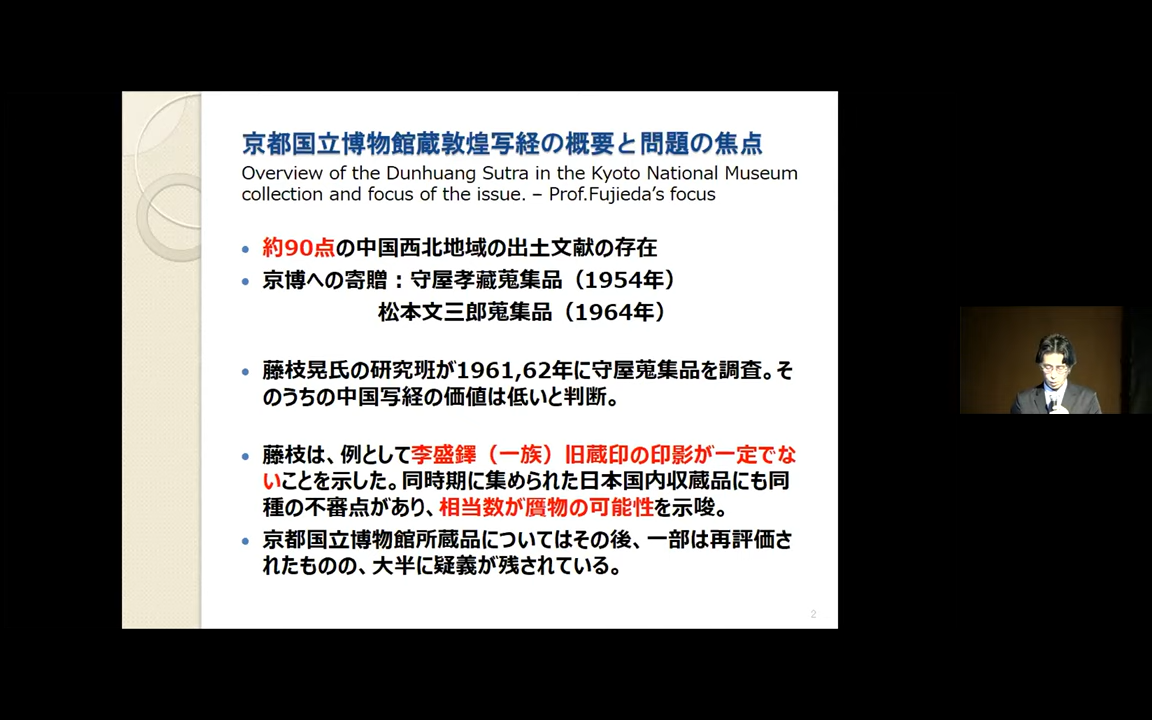 京都国立博物館蔵敦煌写経の概要と問題の焦点
Overview of the Dunhuang Sutra in the Kyoto National Museum
collection and focus of the issue. – Prof.Fujieda’s focus
• 約90点の中国西北地域の出土文献の存在
• 京博への寄贈：守屋孝蔵蒐集品（1954年）
松本文三郎蒐集品（1964年）
• 藤枝晃氏の研究班が1961,62年に守屋蒐集品を調査。そ
のうちの中国写経の価値は低いと判断。
• 藤枝は、例として李盛鐸（一族）旧蔵印の印影が一定でな
いことを示した。同時期に集められた日本国内収蔵品にも同
種の不審点があり、相当数が贋物の可能性を示唆。
• 京都国立博物館所蔵品についてはその後、一部は再評価さ
れたものの、大半に疑義が残されている。
2